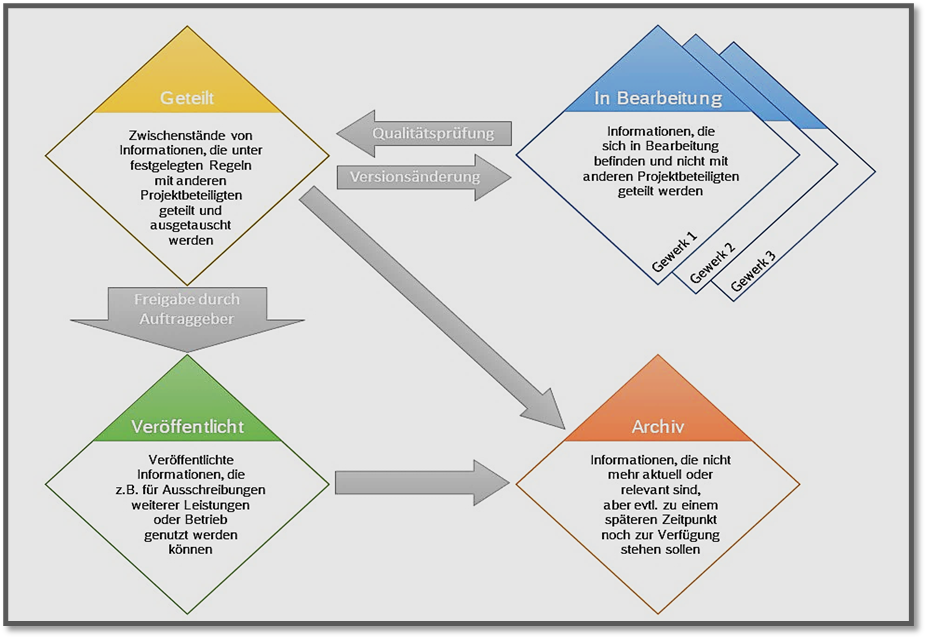 Geteilt
Zwischenstände von
Informationen, die unter
festgelegten Regeln
mit anderen
Projektbeteiligten
geteilt und
ausgetauscht
werden
Qualitätsprüfung
Versionsänderung
In Bearbeitung
Informationen, die
sich in Bearbeitung
befinden und nicht mit
anderen Projektbeteiligten
geteilt werden
Gewerk 1
Gewerk 2
Gewerk 3
Freigabe durch
Auftraggeber
Veröffentlicht
Veröffentlichte
Informationen, die
z.B. für Ausschreibungen
weiterer Leistungen
oder Betrieb
genutzt werden
können
Archiv
Informationen, die nicht
mehr aktuell oder
relevant sind,
aber evtl. zu einem
späteren Zeitpunkt
noch zur Verfügung
stehen sollen